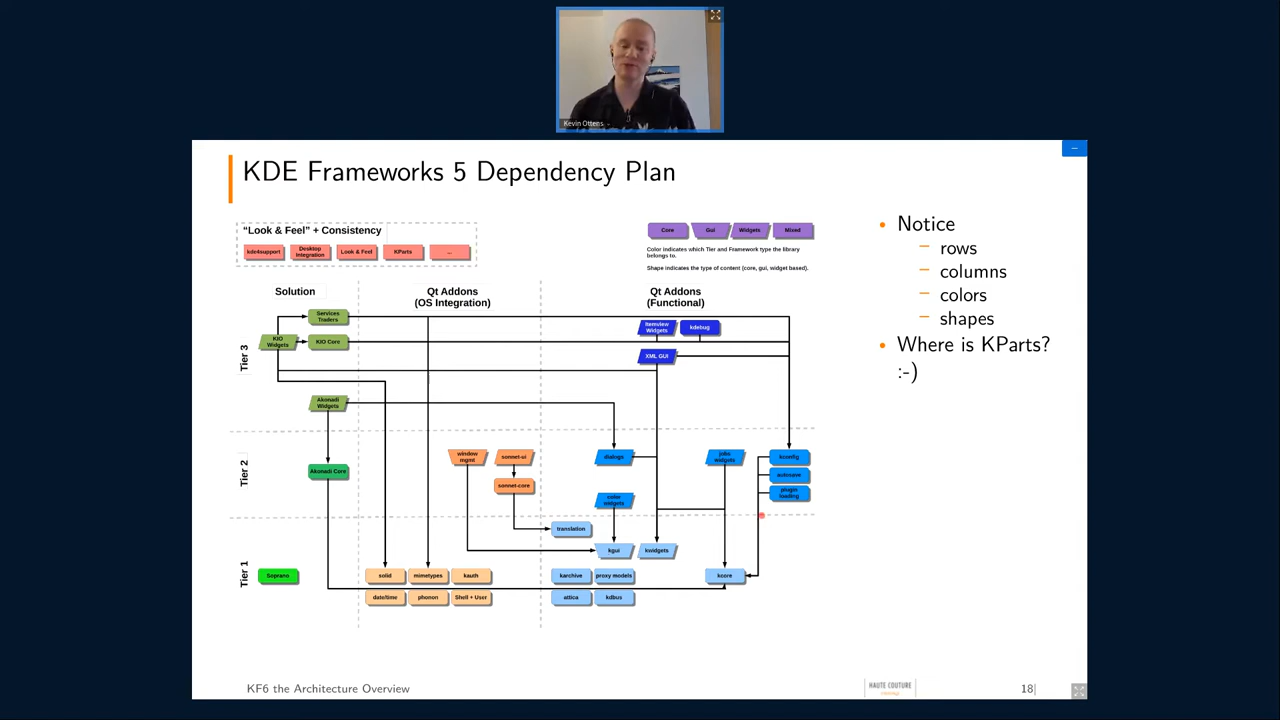 Kevin Ottens
KDE Frameworks 5 Dependency Plan
"Look & Feel" + Consistency
kde4support
Desktop
Integration
Look & Feel
KParts
...
Core
Gui
Widgets
Mixed
Color indicates which Tier and Framework type the library
belongs to.
Shape indicates the type of content (core, gui, widget based).
Solution
Qt Addons
(OS Integration)
Qt Addons
(Functional)
Tier 3
Services
Traders
KIO
Widgets
KIO Core
Itemview
Widgets
kdebug
XML GUI
Akonadi
Widgets
Tier 2
Akonadi Core
window
mgmt
sonnet-ui
sonnet-core
dialogs
color
widgets
jobs
widgets
kconfig
autosave
plugin
loading
Tier 1
translation
kgui
kwidgets
Soprano
solid
mimetypes
kauth
karchive
proxy models
kcore
date/time
phonon
Shell + User
attica
kdbus
• Notice
– rows
– columns
– colors
– shapes
• Where is KParts?
:-)
KF6 the Architecture Overview
HAUTE COUTURE
18